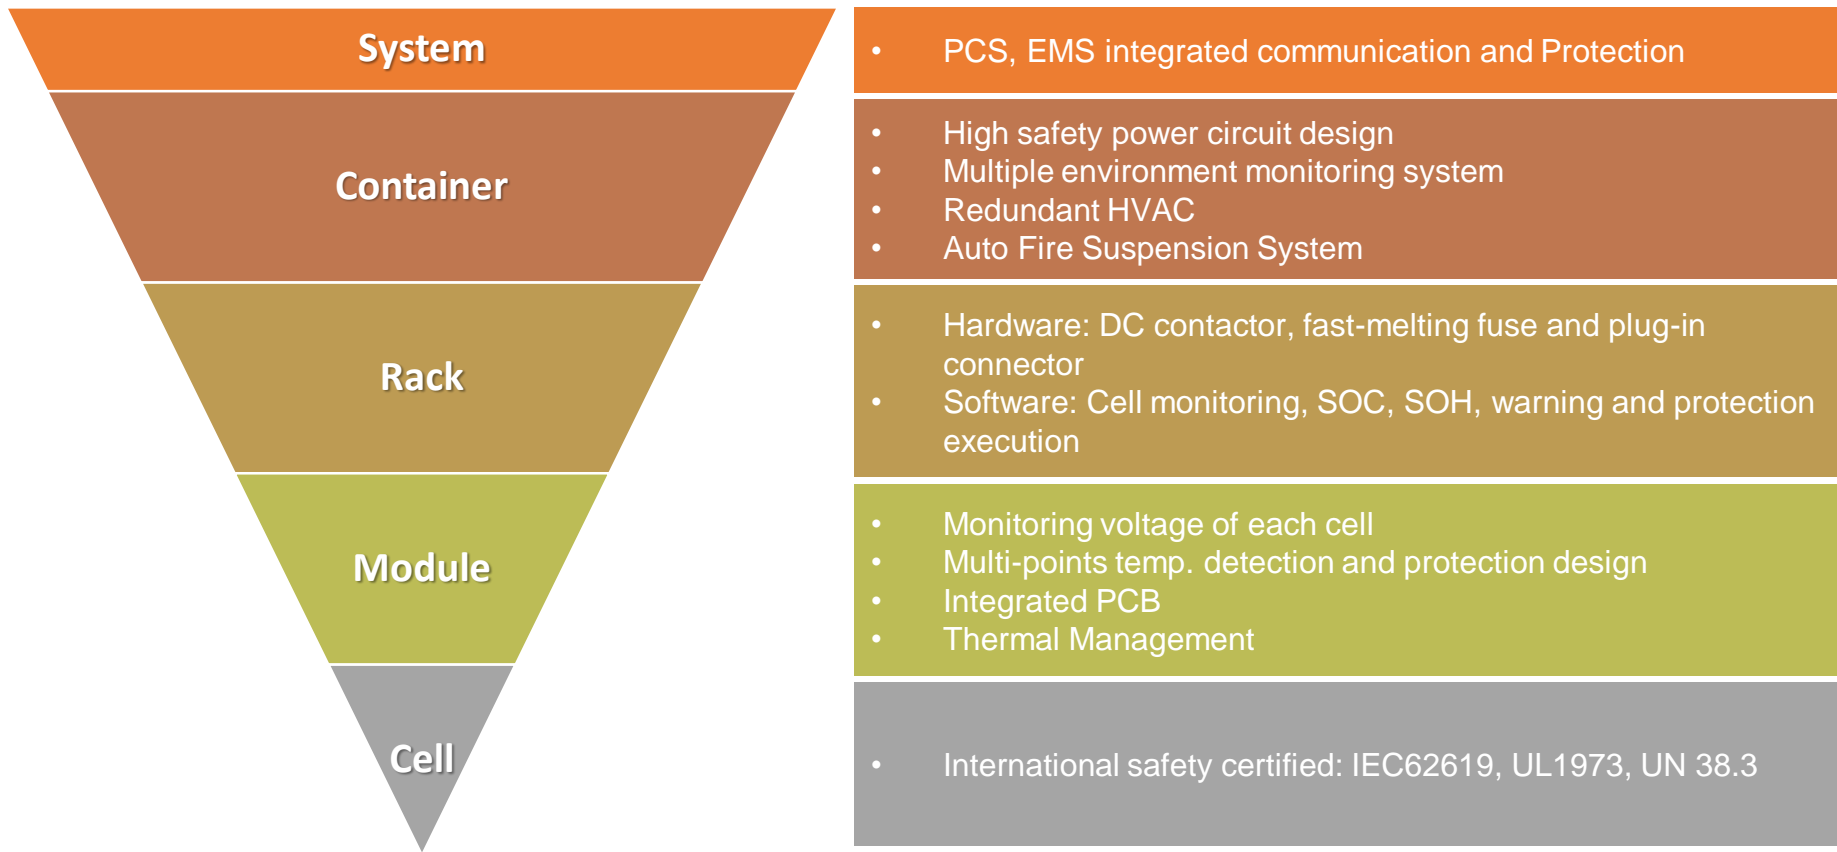 System
• PCS, EMS integrated communication and Protection
Container
• High safety power circuit design
• Multiple environment monitoring system
• Redundant HVAC
• Auto Fire Suspension System
Rack
• Hardware: DC contactor, fast-melting fuse and plug-in
connector
• Software: Cell monitoring, SOC, SOH, warning and protection
execution
Module
• Monitoring voltage of each cell
• Multi-points temp. detection and protection design
• Integrated PCB
• Thermal Management
Cell
• International safety certified: IEC62619, UL1973, UN 38.3